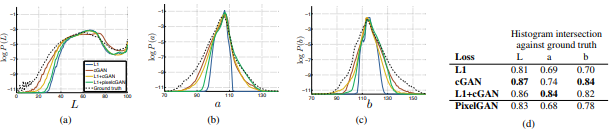 log P (L)
-1
-3
-5
-7
-9
-11
0 20 40 60 80 100
L
L1
cGAN
L1+cGAN
L1+pixelcGAN
Ground truth
(a)
log P (a)
-1
-3
-5
-7
-9
-11
70 90 110 130
a
(b)
log P (b)
-1
-3
-5
-7
-9
-11
70 90 110 130 150
b
(c)
Histogram intersection
against ground truth
Loss L a b
L1 0.81 0.69 0.70
cGAN 0.87 0.74 0.84
L1+cGAN 0.86 0.84 0.82
PixelGAN 0.83 0.68 0.78
(d)